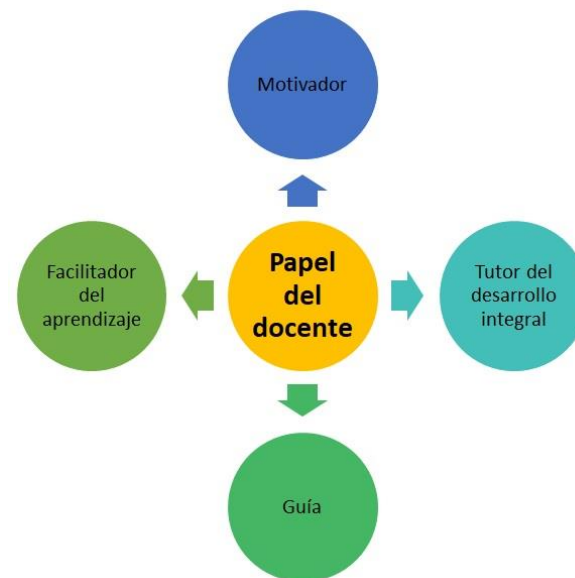 Motivador
Facilitador
del
aprendizaje
Papel
del
docente
Tutor del
desarrollo
integral
Guía